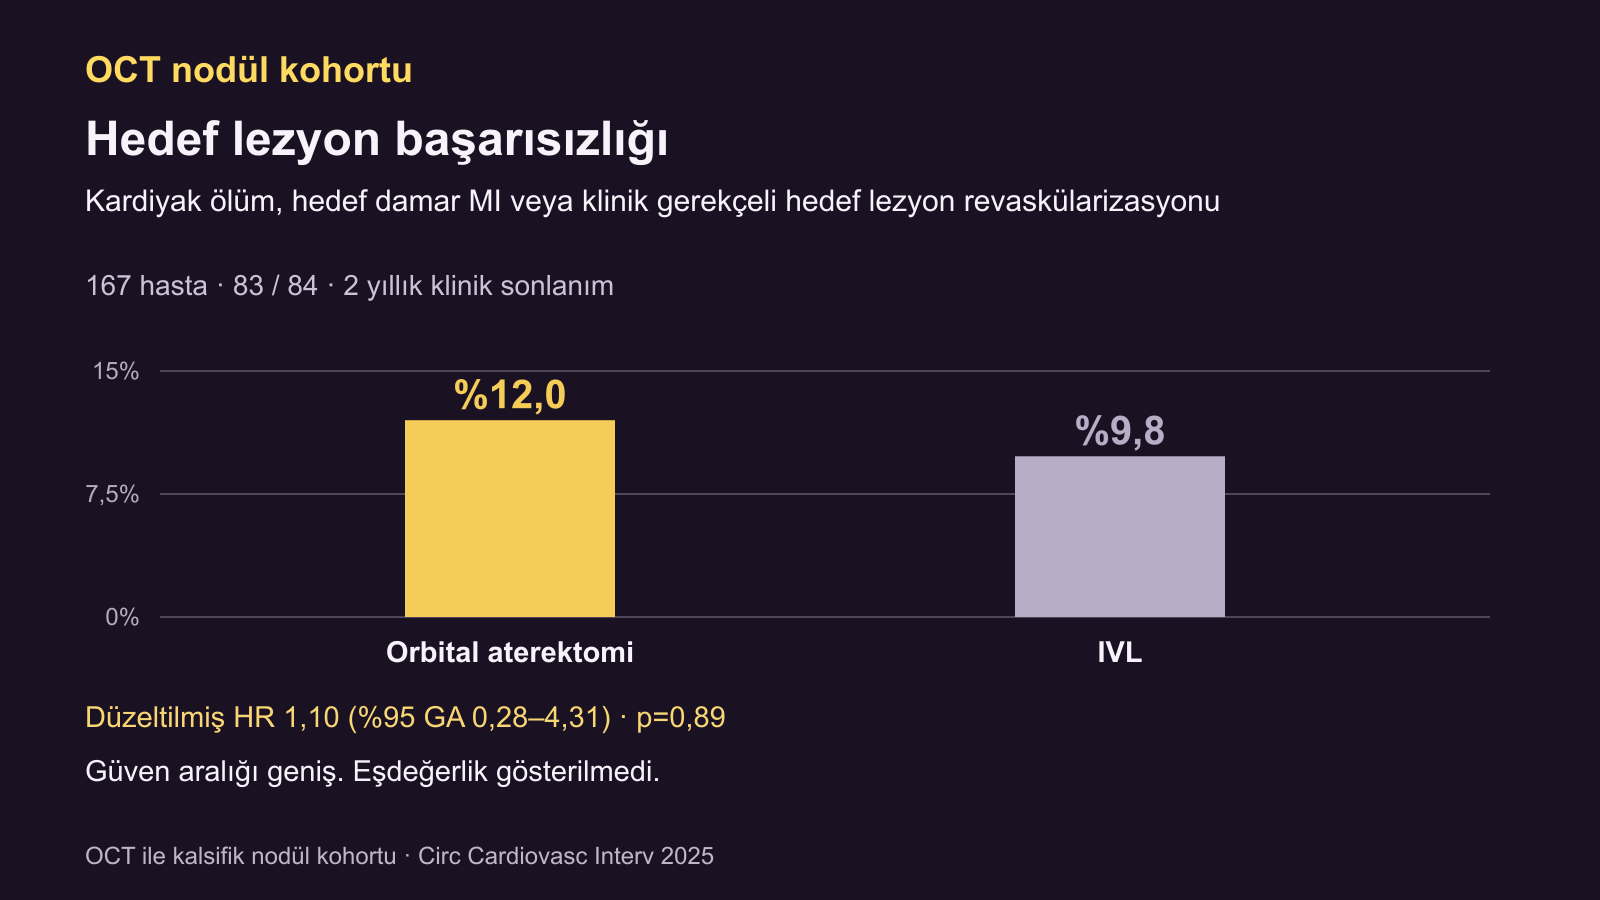 OCT nodül kohortu
Hedef lezyon başarısızlığı
Kardiyak ölüm, hedef damar MI veya klinik gerekçeli hedef lezyon revaskülarizasyonu
167 hasta · 83 / 84 · 2 yıllık klinik sonlanım
15%
%12,0
%9,8
7,5%
0%
Orbital aterektomi
IVL
Düzeltilmiş HR 1,10 (%95 GA 0,28–4,31) · p=0,89
Güven aralığı geniş. Eşdeğerlik gösterilmedi.
OCT ile kalsifik nodül kohortu · Circ Cardiovasc Interv 2025